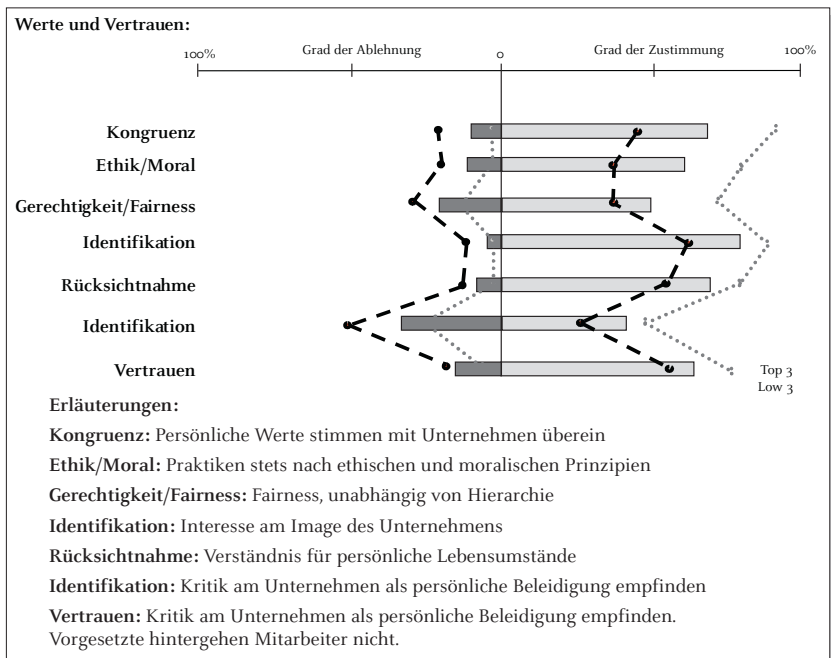 Werte und Vertrauen:
100% Grad der Ablehnung 0 Grad der Zustimmung 100%
Kongruenz
Ethik/Moral
Gerechtigkeit/Fairness
Identifikation
Rücksichtnahme
Identifikation
Vertrauen
Top 3
Low 3
Erläuterungen:
Kongruenz: Persönliche Werte stimmen mit Unternehmen überein
Ethik/Moral: Praktiken stets nach ethischen und moralischen Prinzipien
Gerechtigkeit/Fairness: Fairness, unabhängig von Hierarchie
Identifikation: Interesse am Image des Unternehmens
Rücksichtnahme: Verständnis für persönliche Lebensumstände
Identifikation: Kritik am Unternehmen als persönliche Beleidigung empfinden
Vertrauen: Kritik am Unternehmen als persönliche Beleidigung empfinden.
Vorgesetzte hintergehen Mitarbeiter nicht.